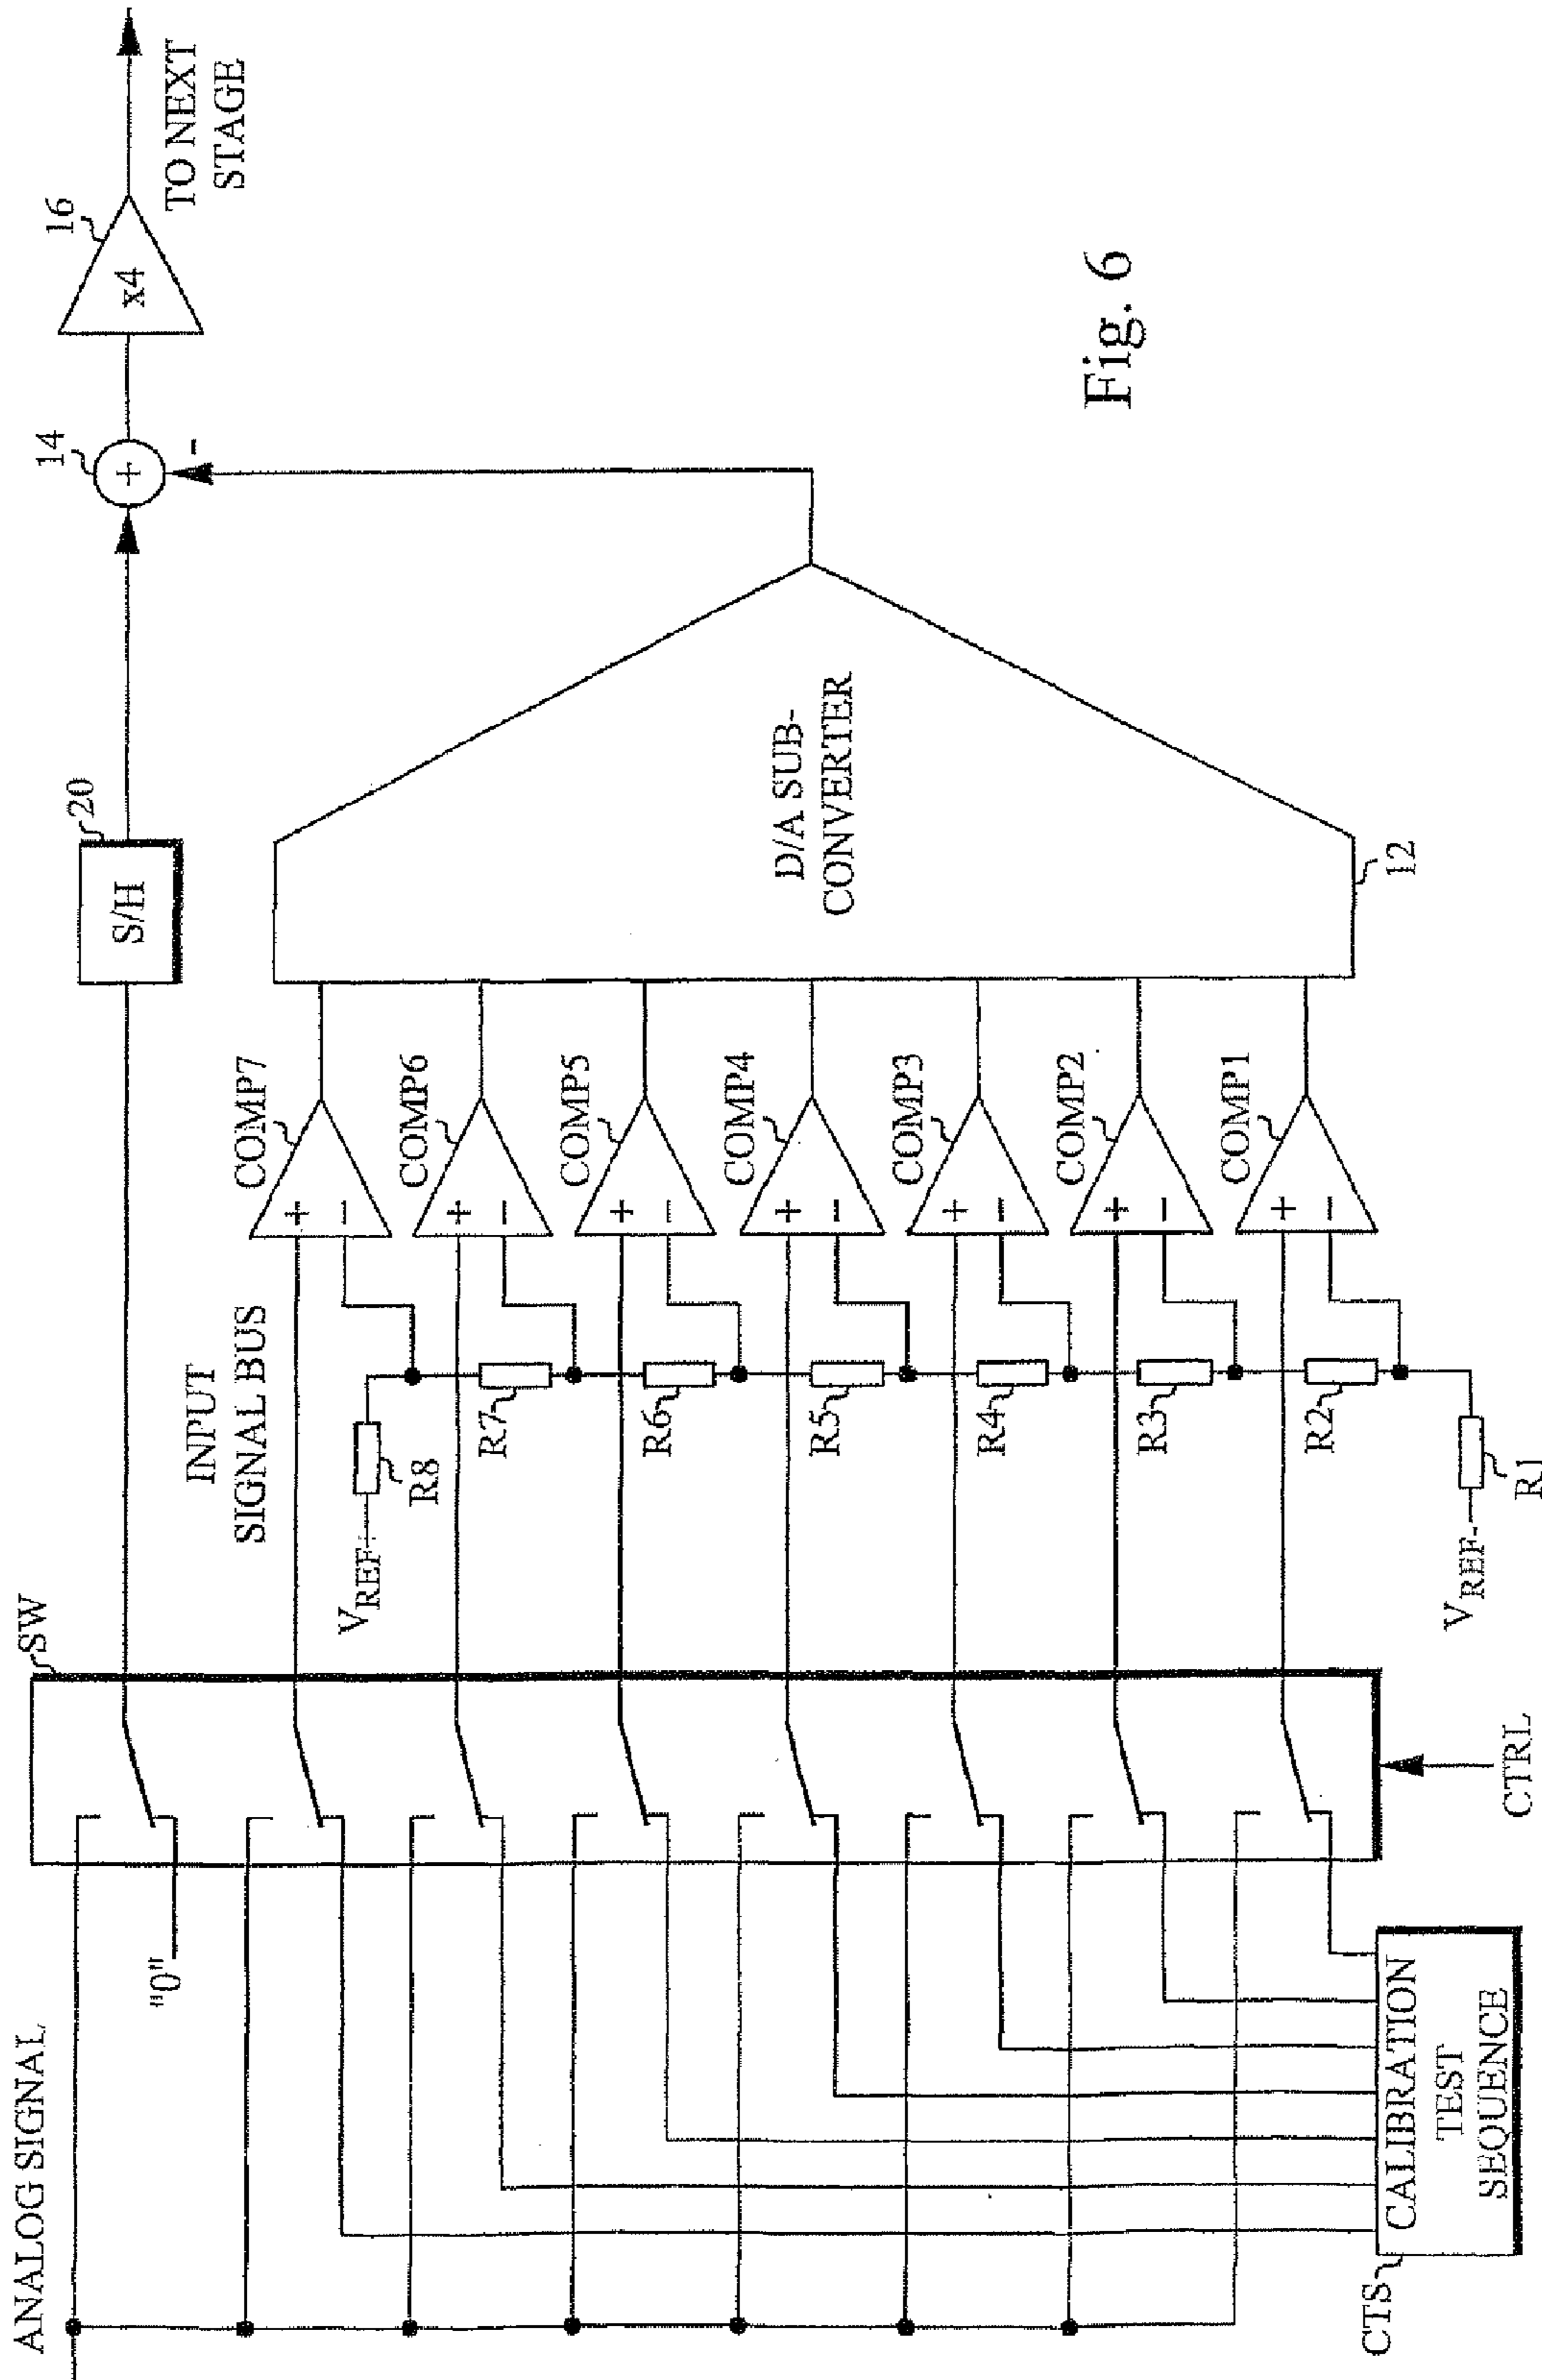 ANALOG SIGNAL
"0"
SW
S/H
20
14
+
-
16
x4
TO NEXT
STAGE
INPUT
SIGNAL BUS
VREF+
R8
R7
R6
R5
R4
R3
R2
R1
VREF-
COMP7
+
-
COMP6
+
-
COMP5
+
-
COMP4
+
-
COMP3
+
-
COMP2
+
-
COMP1
+
-
D/A SUB-
CONVERTER
12
CTS
CALIBRATION
TEST
SEQUENCE
CTRL
Fig. 6